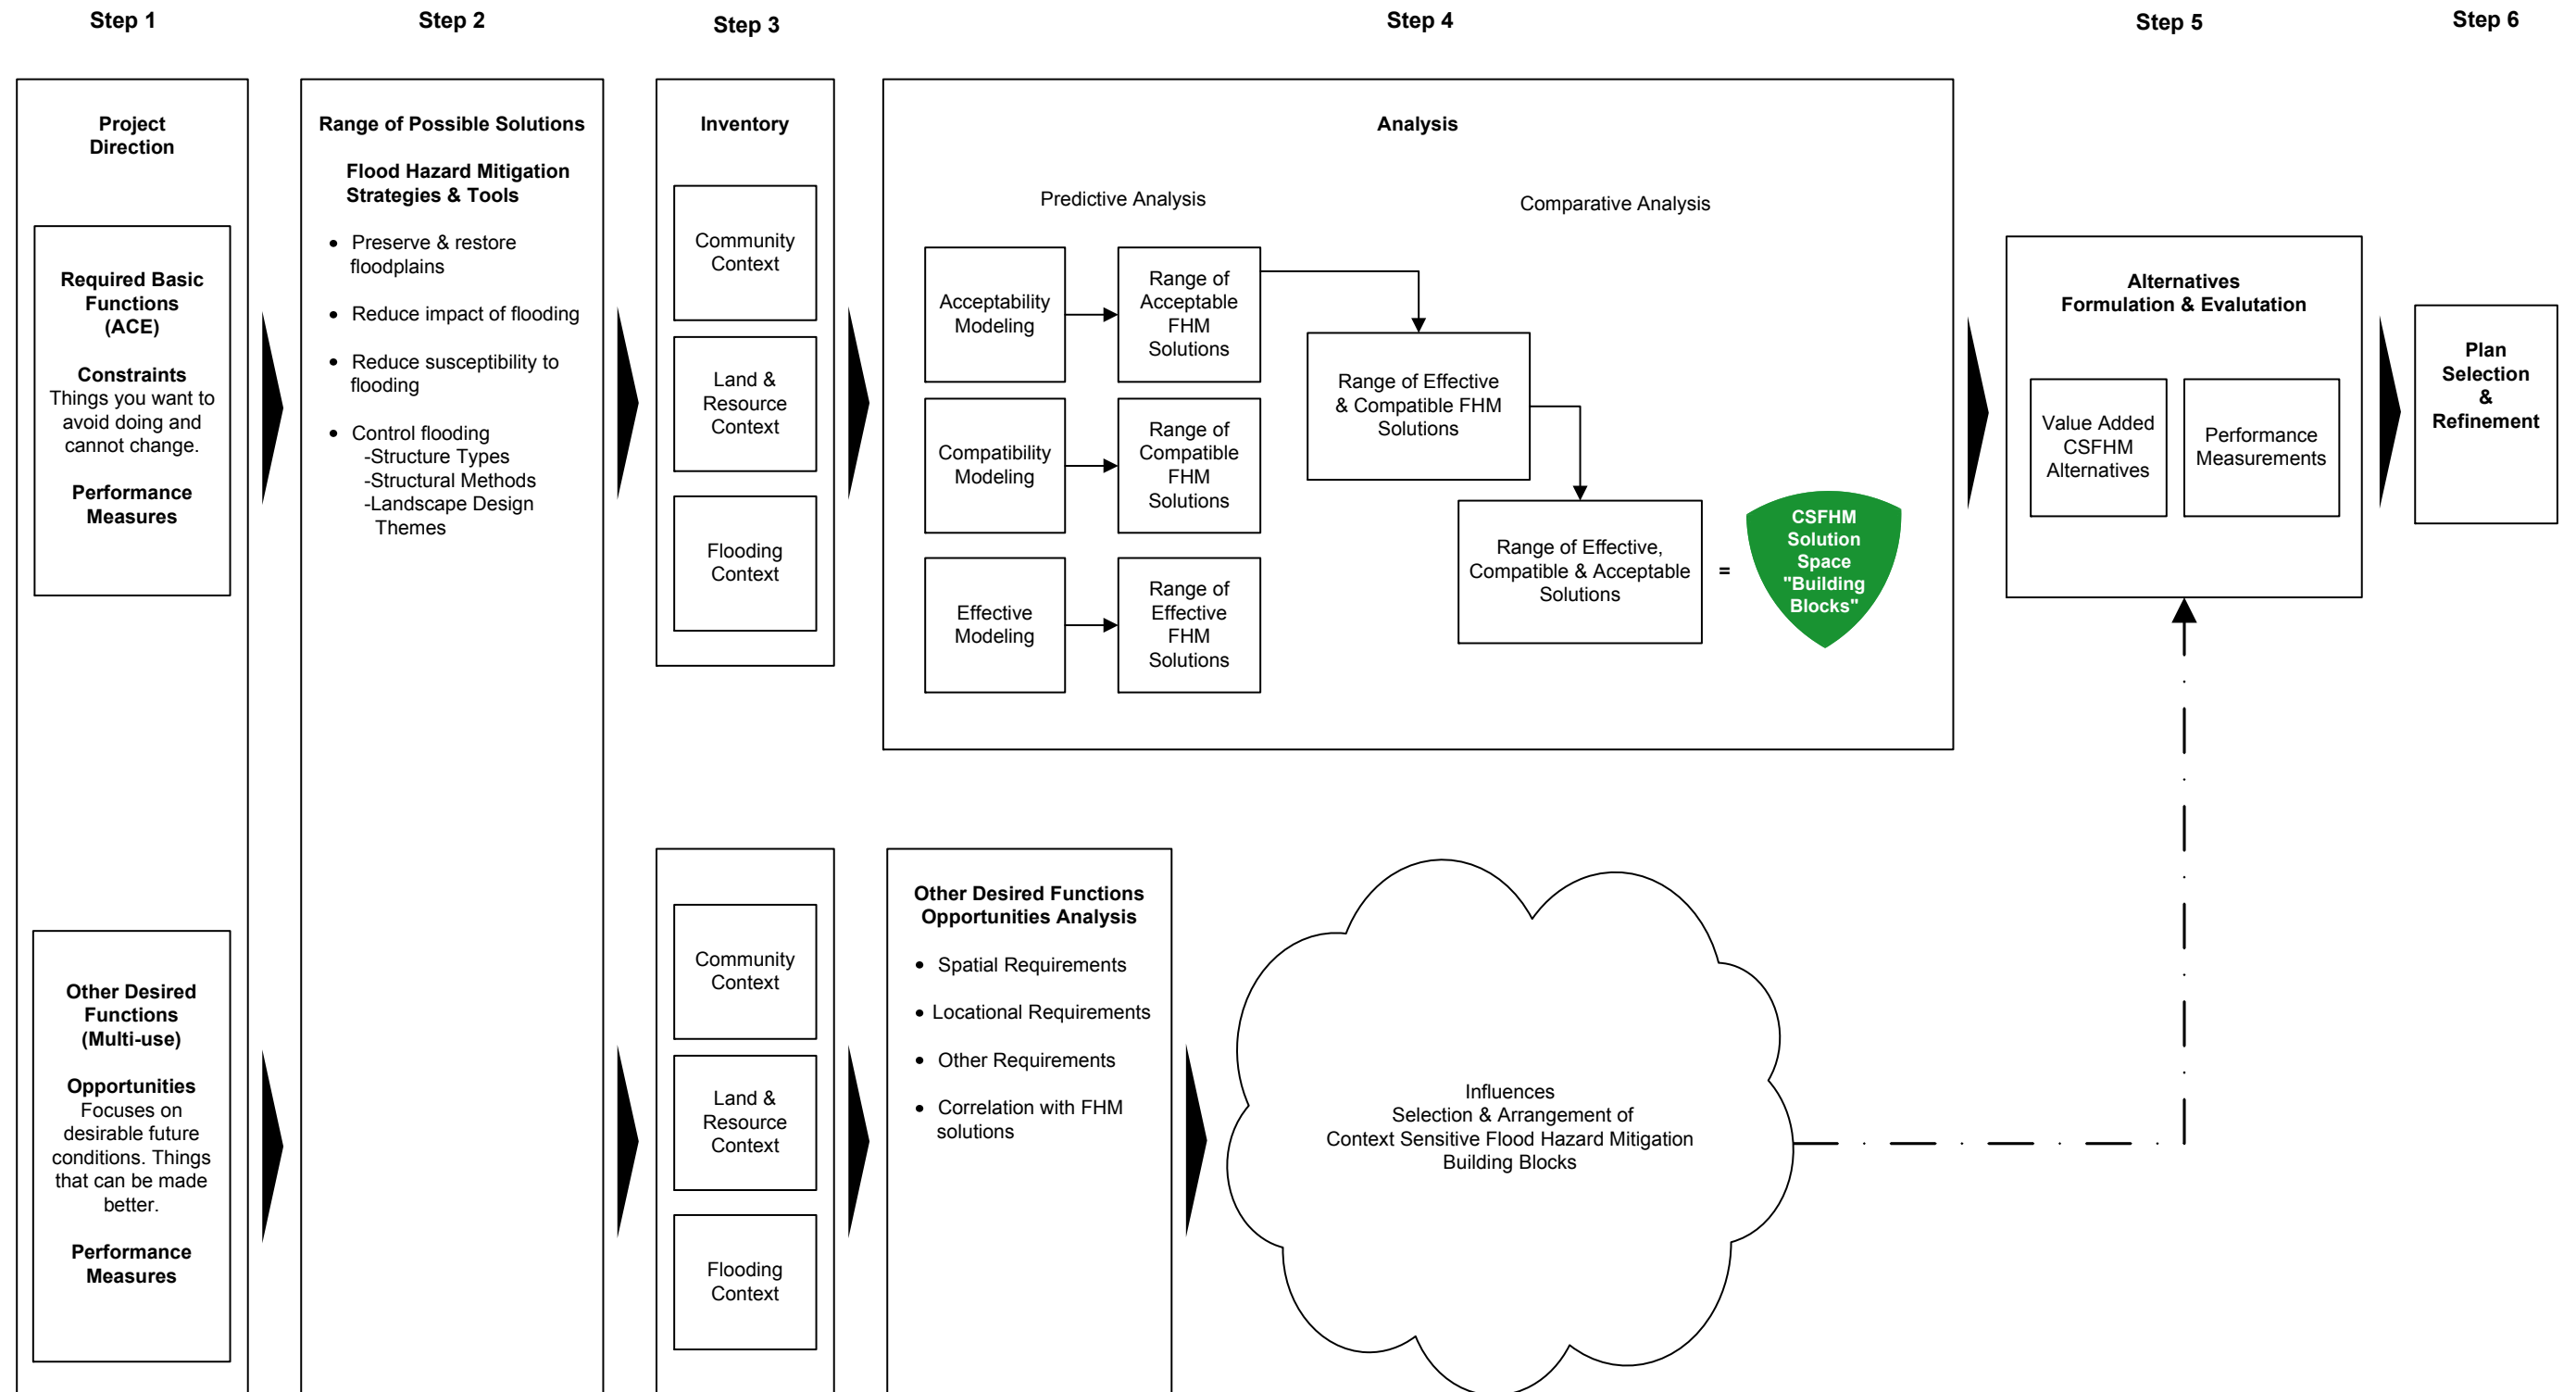 Step 1
Step 2
Step 3
Step 4
Step 5
Step 6
Project
Direction
Required Basic
Functions
(ACE)
Constraints
Things you want to
avoid doing and
cannot change.
Performance
Measures
Other Desired
Functions
(Multi-use)
Opportunities
Focuses on
desirable future
conditions. Things
that can be made
better.
Performance
Measures
Range of Possible Solutions
Flood Hazard Mitigation
Strategies & Tools
• Preserve & restore
floodplains
• Reduce impact of flooding
• Reduce susceptibility to
flooding
• Control flooding
-Structure Types
-Structural Methods
-Landscape Design
Themes
Inventory
Community
Context
Land &
Resource
Context
Flooding
Context
Community
Context
Land &
Resource
Context
Flooding
Context
Analysis
Predictive Analysis
Comparative Analysis
Acceptability
Modeling
Range of
Acceptable
FHM
Solutions
Compatibility
Modeling
Range of
Compatible
FHM
Solutions
Effective
Modeling
Range of
Effective
FHM
Solutions
Range of Effective
& Compatible FHM
Solutions
Range of Effective,
Compatible & Acceptable
Solutions
=
CSFHM
Solution
Space
"Building
Blocks"
Other Desired Functions
Opportunities Analysis
• Spatial Requirements
• Locational Requirements
• Other Requirements
• Correlation with FHM
solutions
Influences
Selection & Arrangement of
Context Sensitive Flood Hazard Mitigation
Building Blocks
Alternatives
Formulation & Evalutation
Value Added
CSFHM
Alternatives
Performance
Measurements
Plan
Selection
&
Refinement